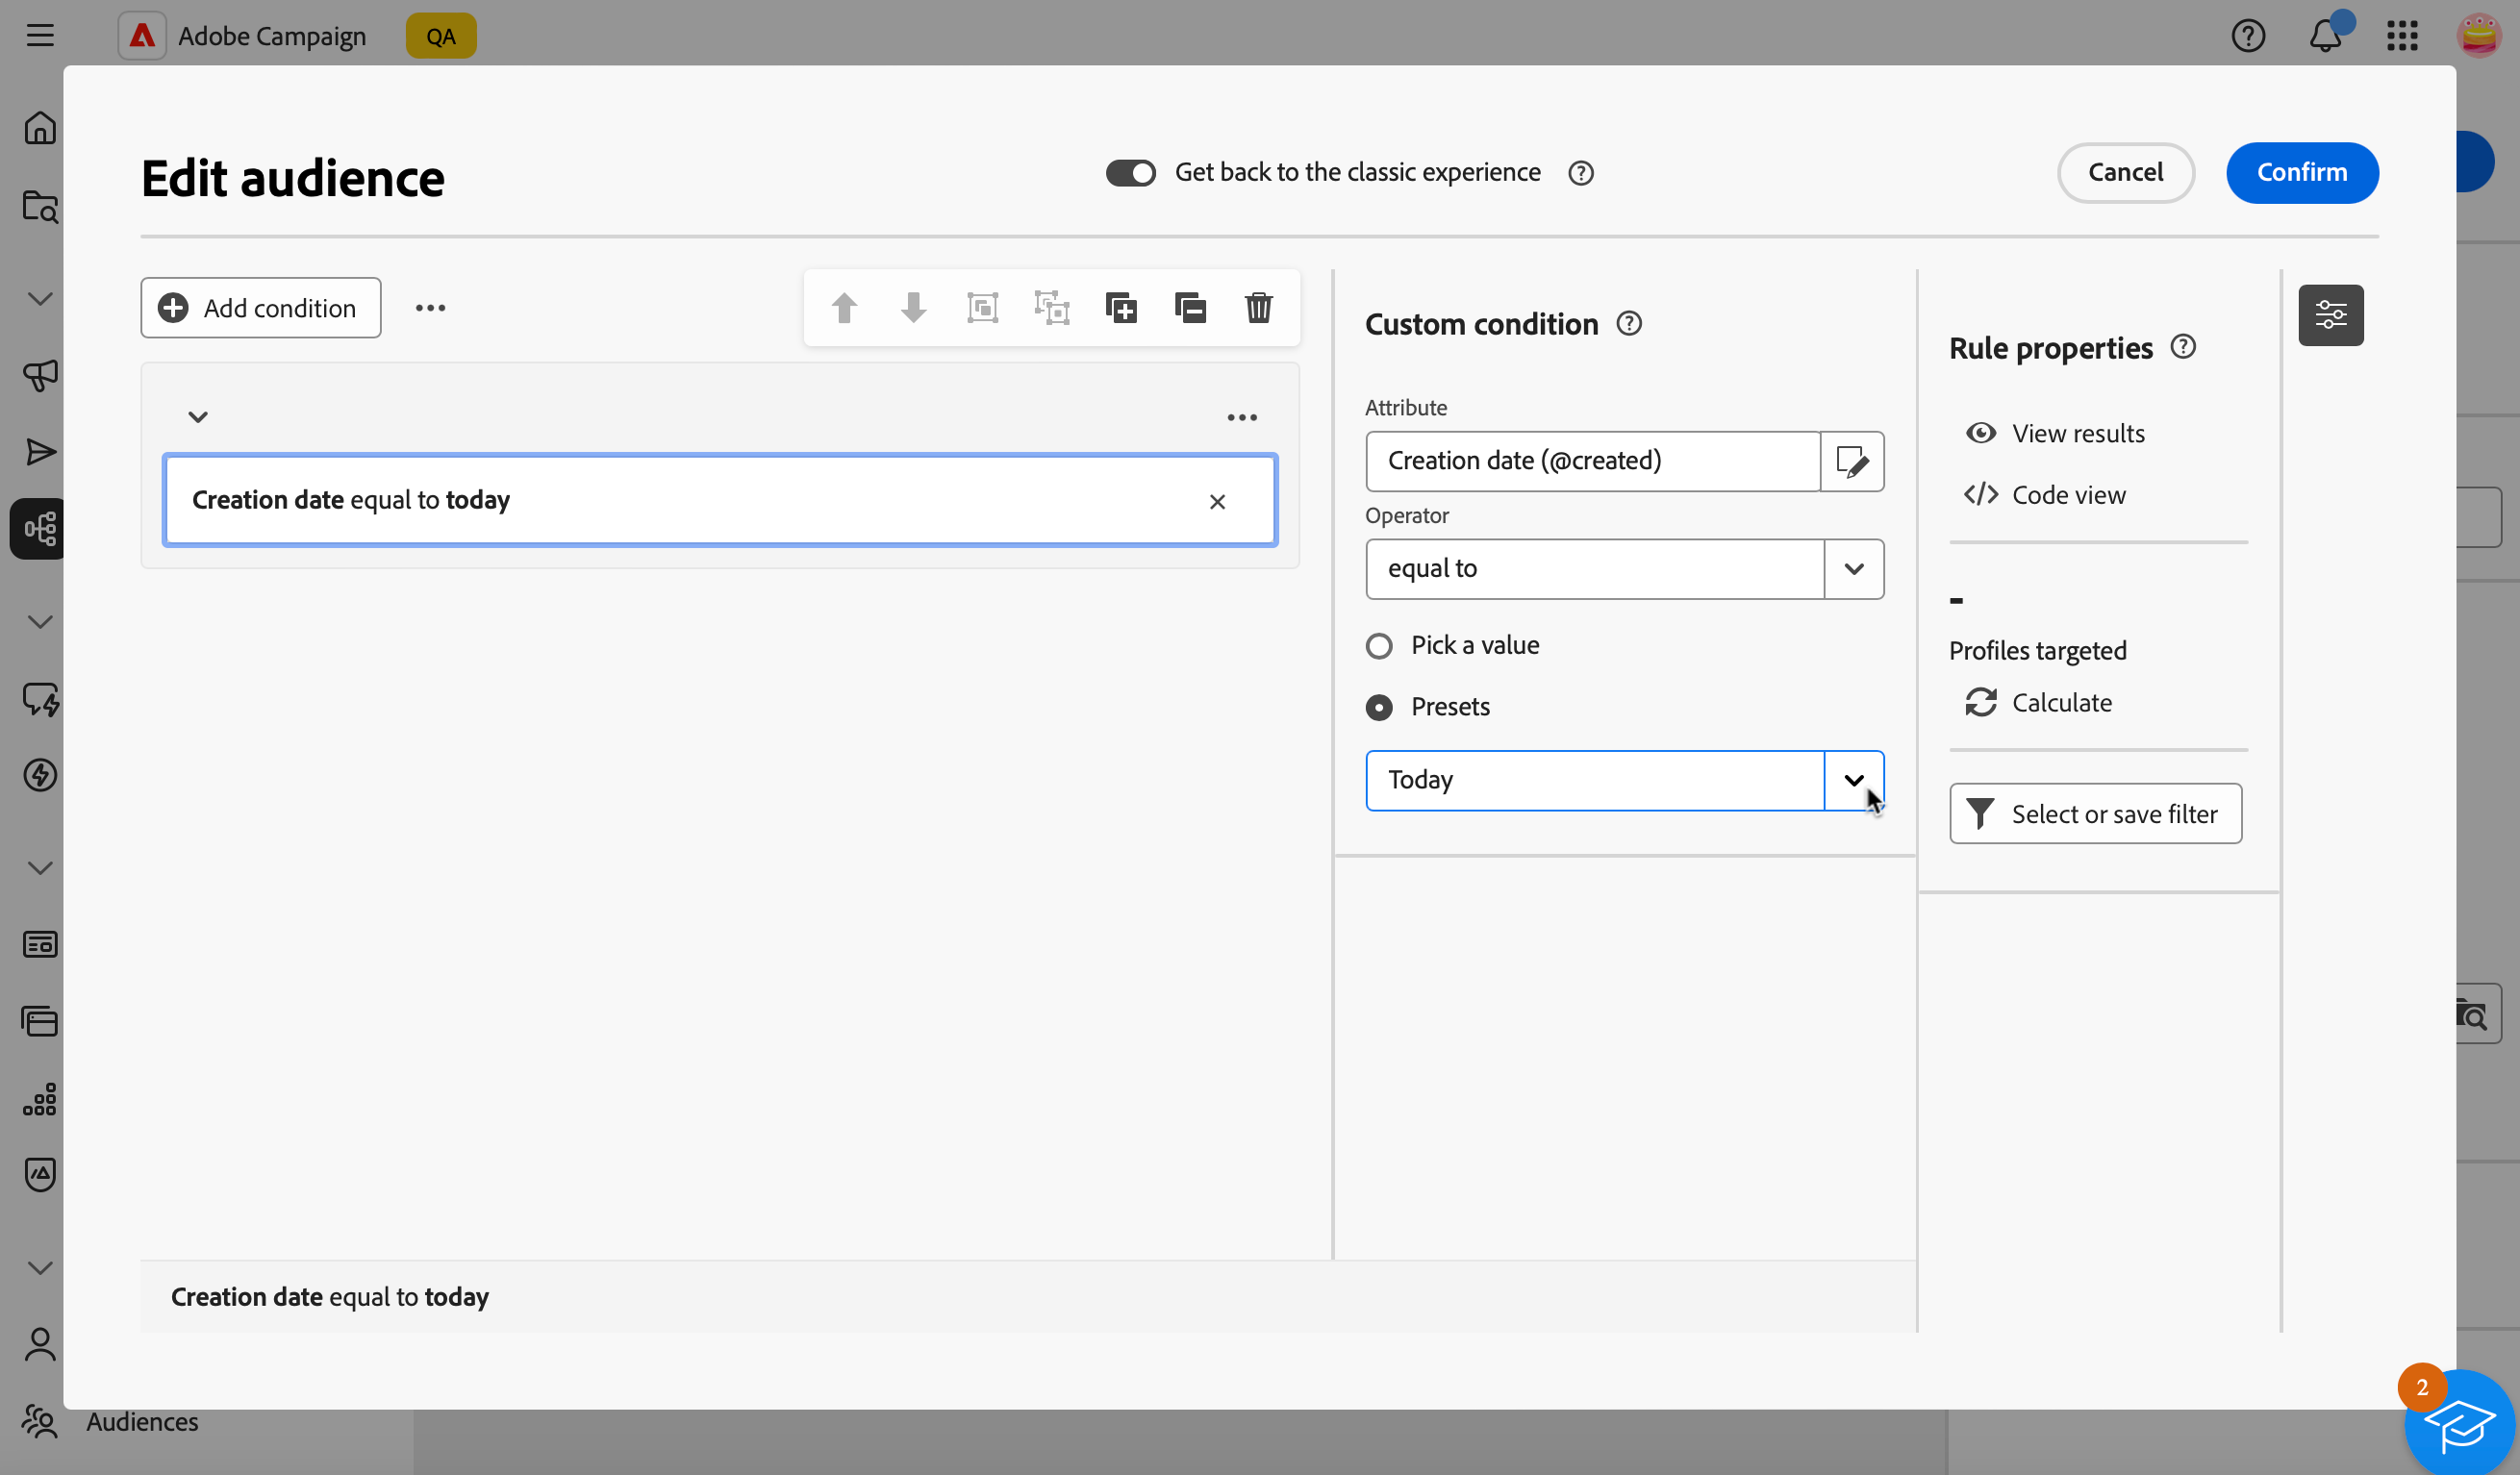 Adobe Campaign
QA
Edit audience
Get back to the classic experience
Cancel
Confirm
Add condition
Creation date equal to today
Custom condition
Attribute
Creation date (@created)
Operator
equal to
Pick a value
Presets
Today
Rule properties
View results
Code view
-
Profiles targeted
Calculate
Select or save filter
Creation date equal to today
2
Audiences